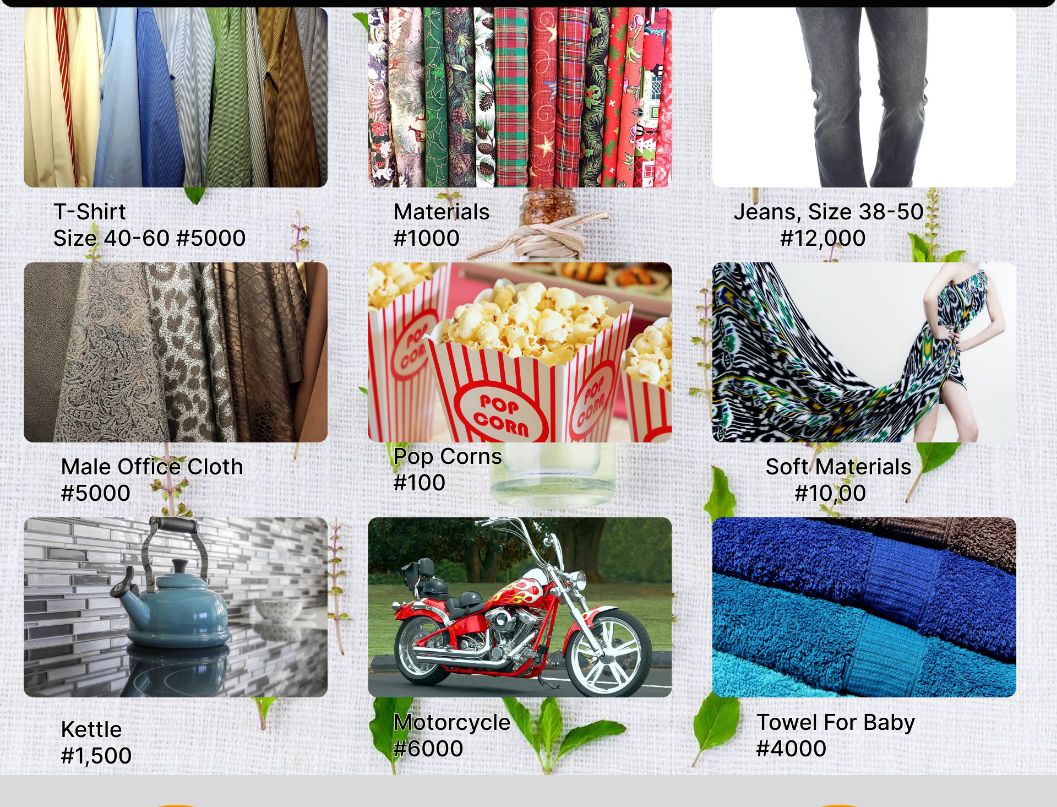 T-Shirt
Size 40-60 #5000
Materials
#1000
Jeans, Size 38-50
#12,000
POP
CORN
POP
CORN
POP
CORN
Male Office Cloth
#5000
Pop Corns
#100
Soft Materials
#10,00
Kettle
#1,500
Motorcycle
#6000
Towel For Baby
#4000